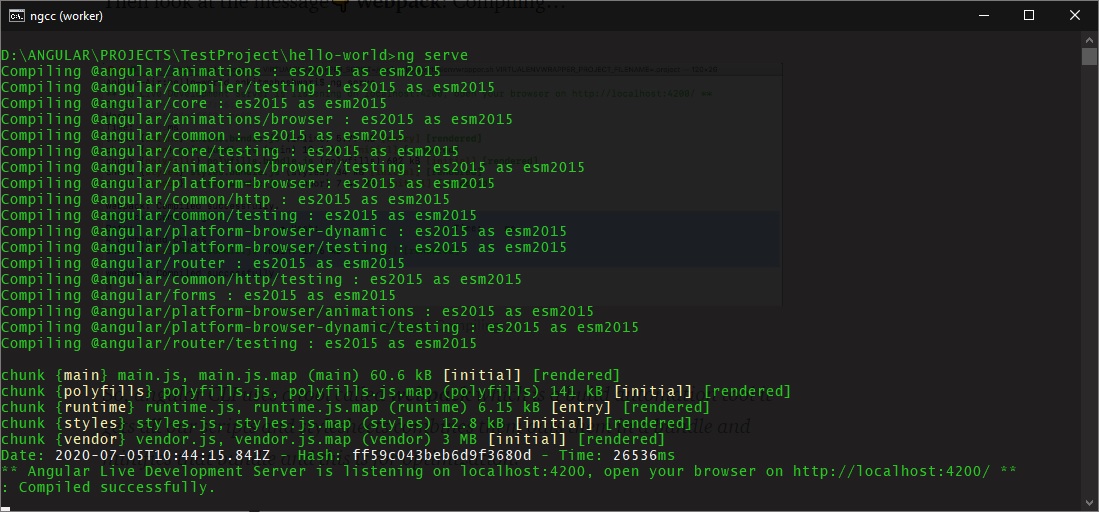 Then look at the message webpack: Compiling...
ngcc (worker)
D:\ANGULAR\PROJECTS\TestProject\hello-world>ng serve
Compiling @angular/animations : es2015 as esm2015
Compiling @angular/compiler/testing : es2015 as esm2015
Compiling @angular/core : es2015 as esm2015
Compiling @angular/animations/browser : es2015 as esm2015
Compiling @angular/common : es2015 as esm2015
Compiling @angular/core/testing : es2015 as esm2015
Compiling @angular/animations/browser/testing : es2015 as esm2015
Compiling @angular/platform-browser : es2015 as esm2015
Compiling @angular/common/http : es2015 as esm2015
Compiling @angular/common/testing : es2015 as esm2015
Compiling @angular/platform-browser-dynamic : es2015 as esm2015
Compiling @angular/platform-browser/testing : es2015 as esm2015
Compiling @angular/router : es2015 as esm2015
Compiling @angular/common/http/testing : es2015 as esm2015
Compiling @angular/forms : es2015 as esm2015
Compiling @angular/platform-browser/animations : es2015 as esm2015
Compiling @angular/platform-browser-dynamic/testing : es2015 as esm2015
Compiling @angular/router/testing : es2015 as esm2015
chunk {main} main.js, main.js.map (main) 60.6 kB [initial] [rendered]
chunk {polyfills} polyfills.js, polyfills.js.map (polyfills) 141 kB [initial] [rendered]
chunk {runtime} runtime.js, runtime.js.map (runtime) 6.15 kB [entry] [rendered]
chunk {styles} styles.js, styles.js.map (styles) 12.8 kB [initial] [rendered]
chunk {vendor} vendor.js, vendor.js.map (vendor) 3 MB [initial] [rendered]
Date: 2020-07-05T10:44:15.841Z - Hash: ff59c043beb6d9f3680d - Time: 26536ms
** Angular Live Development Server is listening on localhost:4200, open your browser on http://localhost:4200/ **
: Compiled successfully.